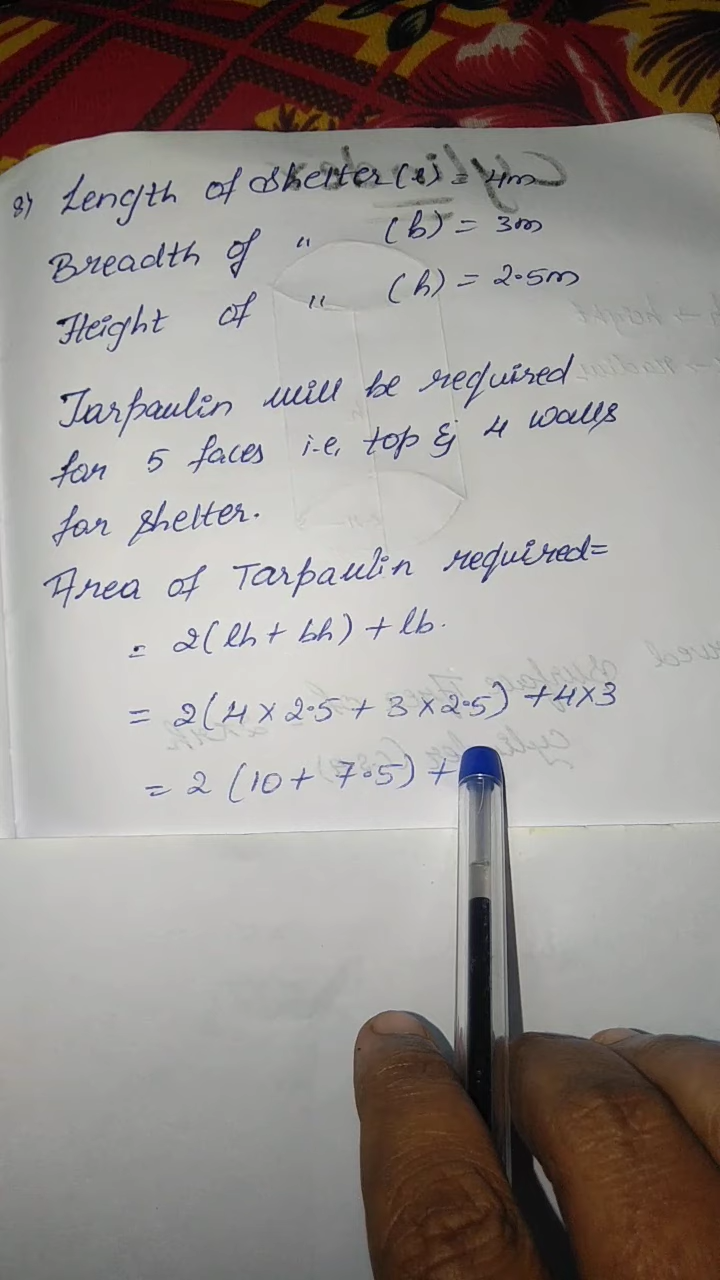 8) Length of shelter (l) = 4m
Breadth of " (b) = 3m
Height of " (h) = 2.5m
Tarpaulin will be required
for 5 faces i.e, top & 4 walls
for shelter.
Area of Tarpaulin required=
= 2(lh + bh) + lb.
= 2(4 × 2.5 + 3 × 2.5) + 4×3
= 2 (10 + 7.5) +